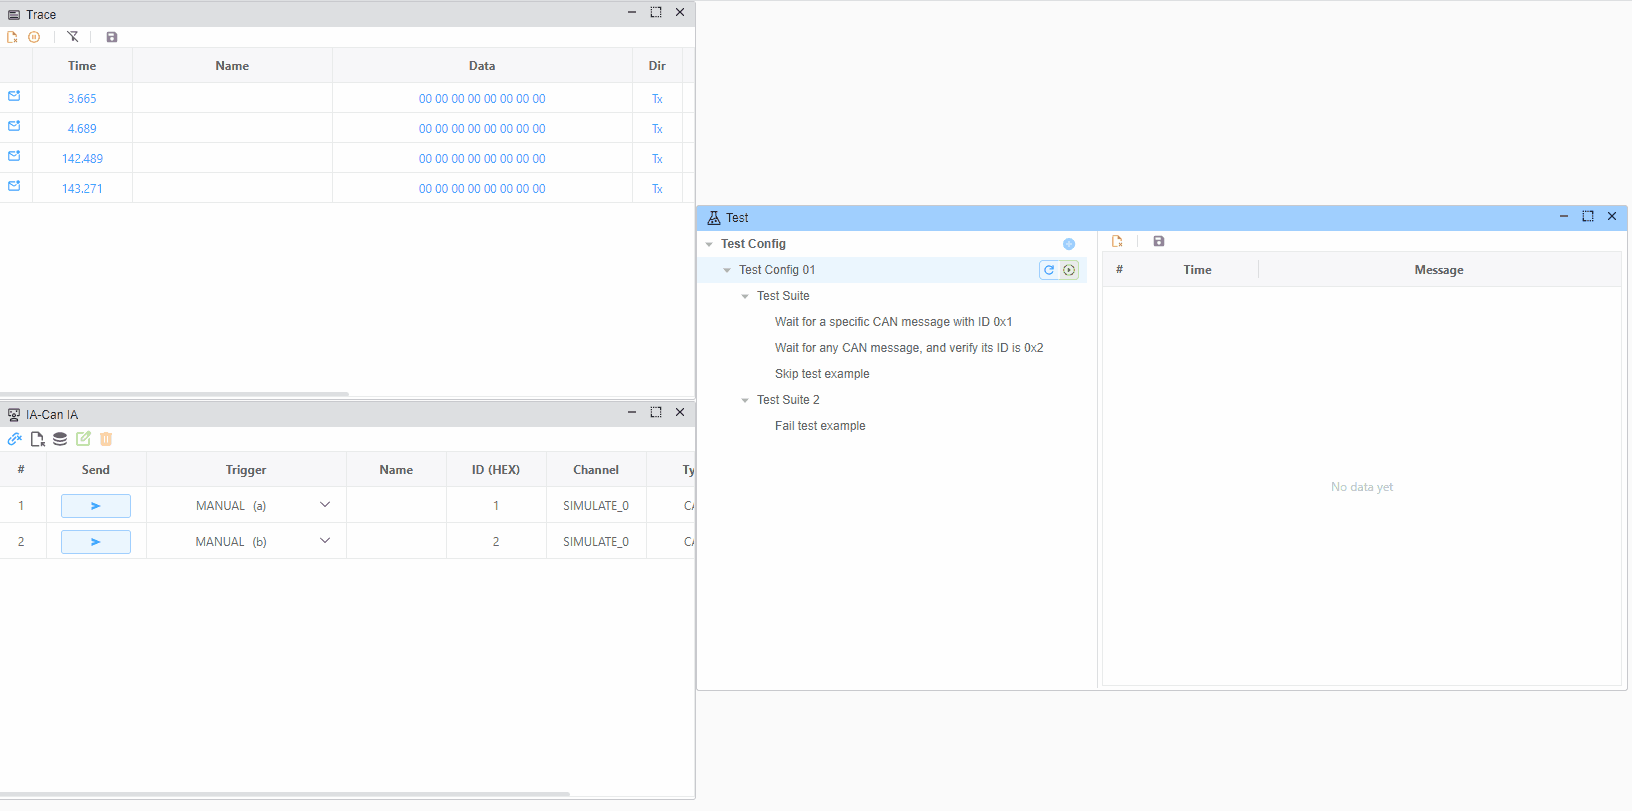 Trace
Time Name Data Dir
3.665 00 00 00 00 00 00 00 00 Tx
4.689 00 00 00 00 00 00 00 00 Tx
142.489 00 00 00 00 00 00 00 00 Tx
143.271 00 00 00 00 00 00 00 00 Tx
IA-Can IA
# Send Trigger Name ID (HEX) Channel Ty
1 MANUAL (a) 1 SIMULATE_0 CA
2 MANUAL (b) 2 SIMULATE_0 CA
Test
Test Config
Test Config 01
Test Suite
Wait for a specific CAN message with ID 0x1
Wait for any CAN message, and verify its ID is 0x2
Skip test example
Test Suite 2
Fail test example
# Time Message
No data yet